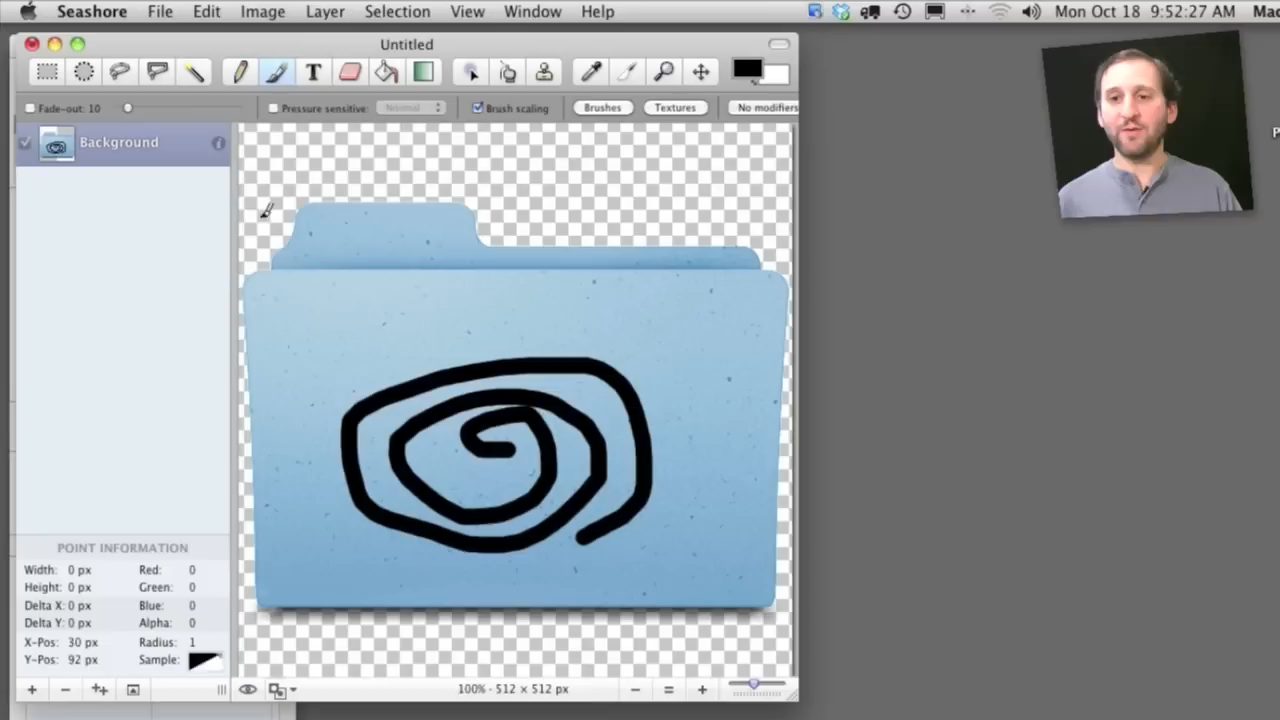 Seashore File Edit Image Layer Selection View Window Help Mon Oct 18 9:52:27 AM Mac
Untitled
T
Fade-out: 10 Pressure sensitive: Normal Brush scaling Brushes Textures No modifiers
Background
P
POINT INFORMATION
Width: 0 px Red: 0
Height: 0 px Green: 0
Delta X: 0 px Blue: 0
Delta Y: 0 px Alpha: 0
X-Pos: 30 px Radius: 1
Y-Pos: 92 px Sample:
100% - 512 × 512 px